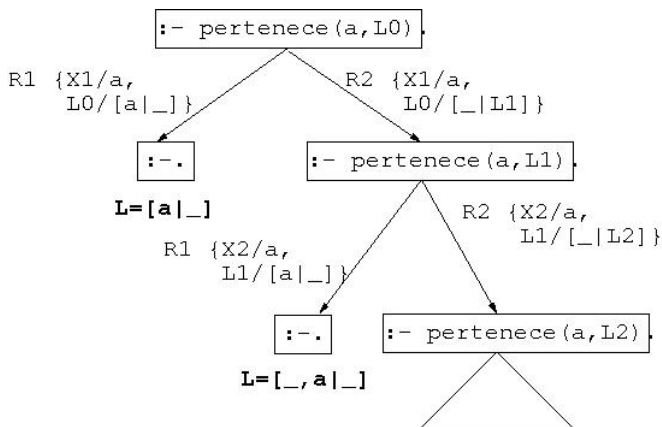 :- pertenece(a,L0).
R1 {X1/a,
L0/[a|_]}
R2 {X1/a,
L0/[_|L1]}
:-.
:- pertenece(a,L1).
L=[a|_]
R1 {X2/a,
L1/[a|_]}
R2 {X2/a,
L1/[_|L2]}
:-.
:- pertenece(a,L2).
L=[_,a|_]